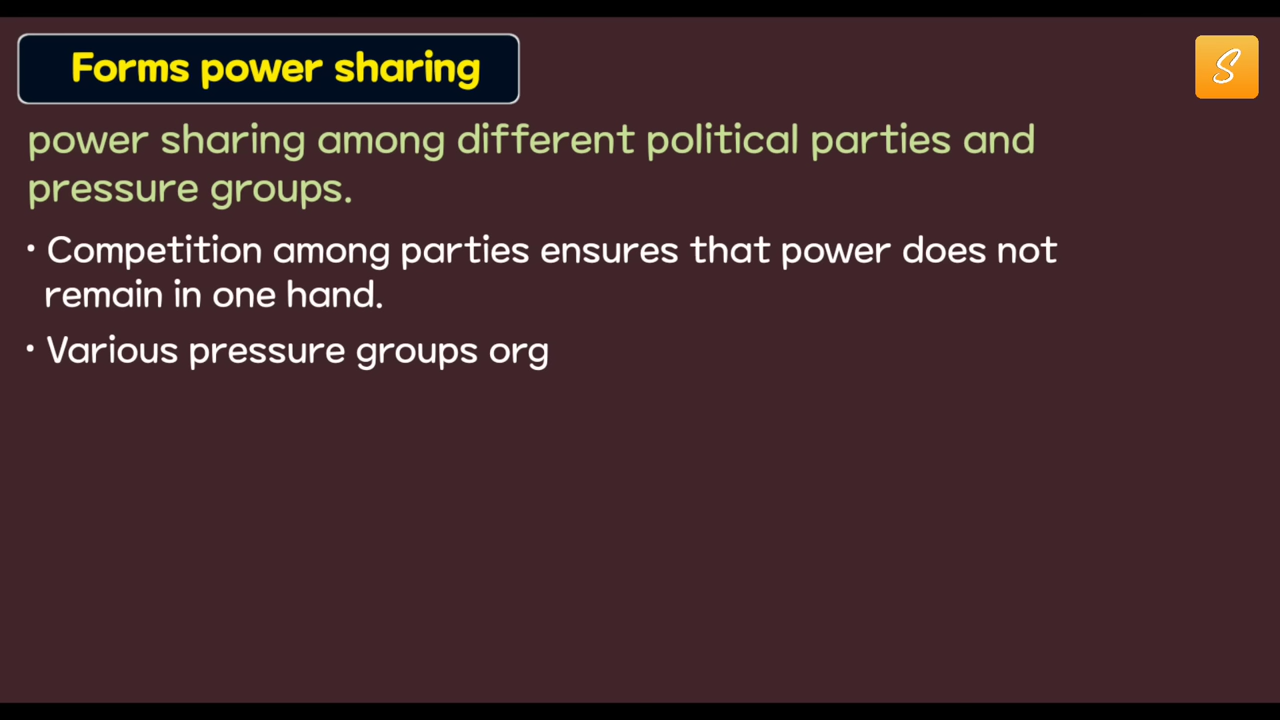 Forms power sharing
S
power sharing among different political parties and
pressure groups.
• Competition among parties ensures that power does not
remain in one hand.
• Various pressure groups org